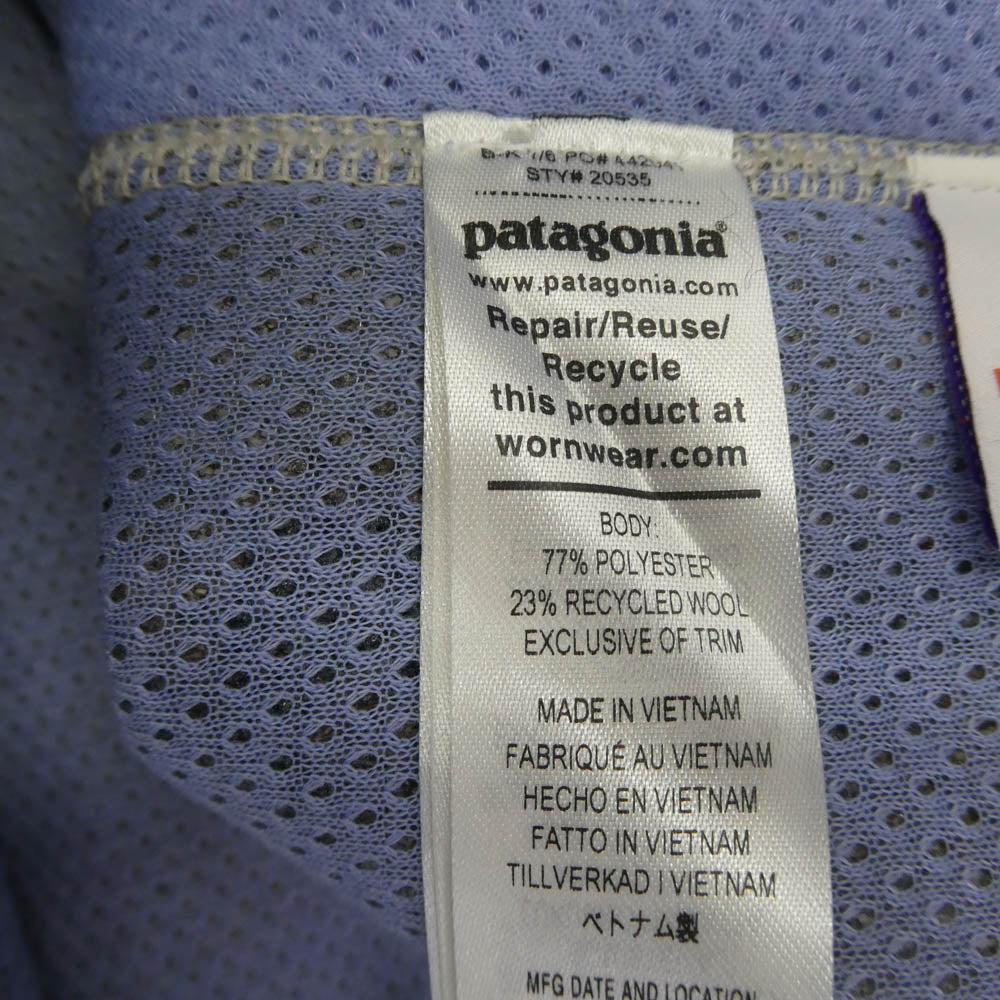 PO#
STY# 20535
patagonia®
www.patagonia.com
Repair/Reuse/
Recycle
this product at
wornwear.com
BODY:
77% POLYESTER
23% RECYCLED WOOL
EXCLUSIVE OF TRIM
MADE IN VIETNAM
FABRIQUÉ AU VIETNAM
HECHO EN VIETNAM
FATTO IN VIETNAM
TILLVERKAD I VIETNAM
ベトナム製
MFG DATE AND LOCATION